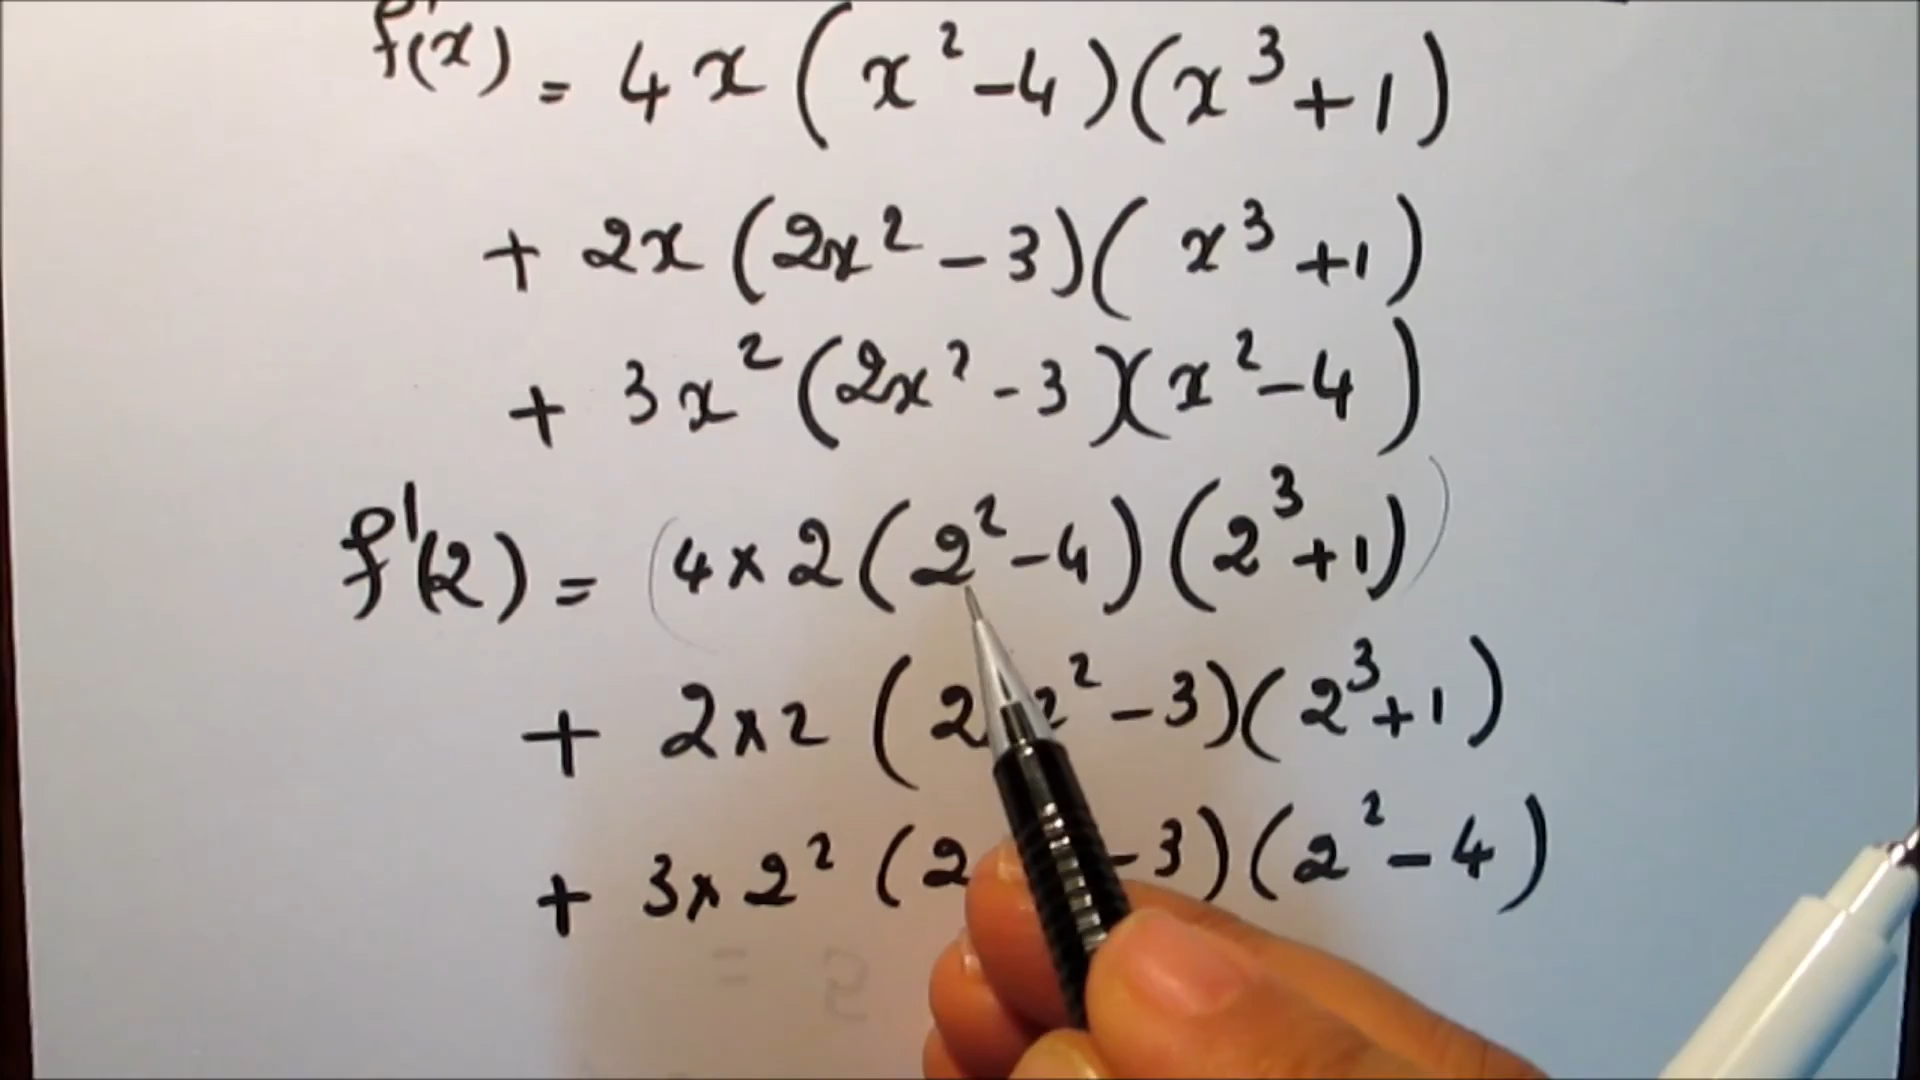 f'(x) = 4x (x² - 4)(x³ + 1)
+ 2x (2x² - 3)(x³ + 1)
+ 3x² (2x² - 3)(x² - 4)
f'(2) = (4 × 2 (2² - 4)(2³ + 1))
+ 2 × 2 (2 2² - 3)(2³ + 1)
+ 3 × 2² (2 - 3)(2² - 4)